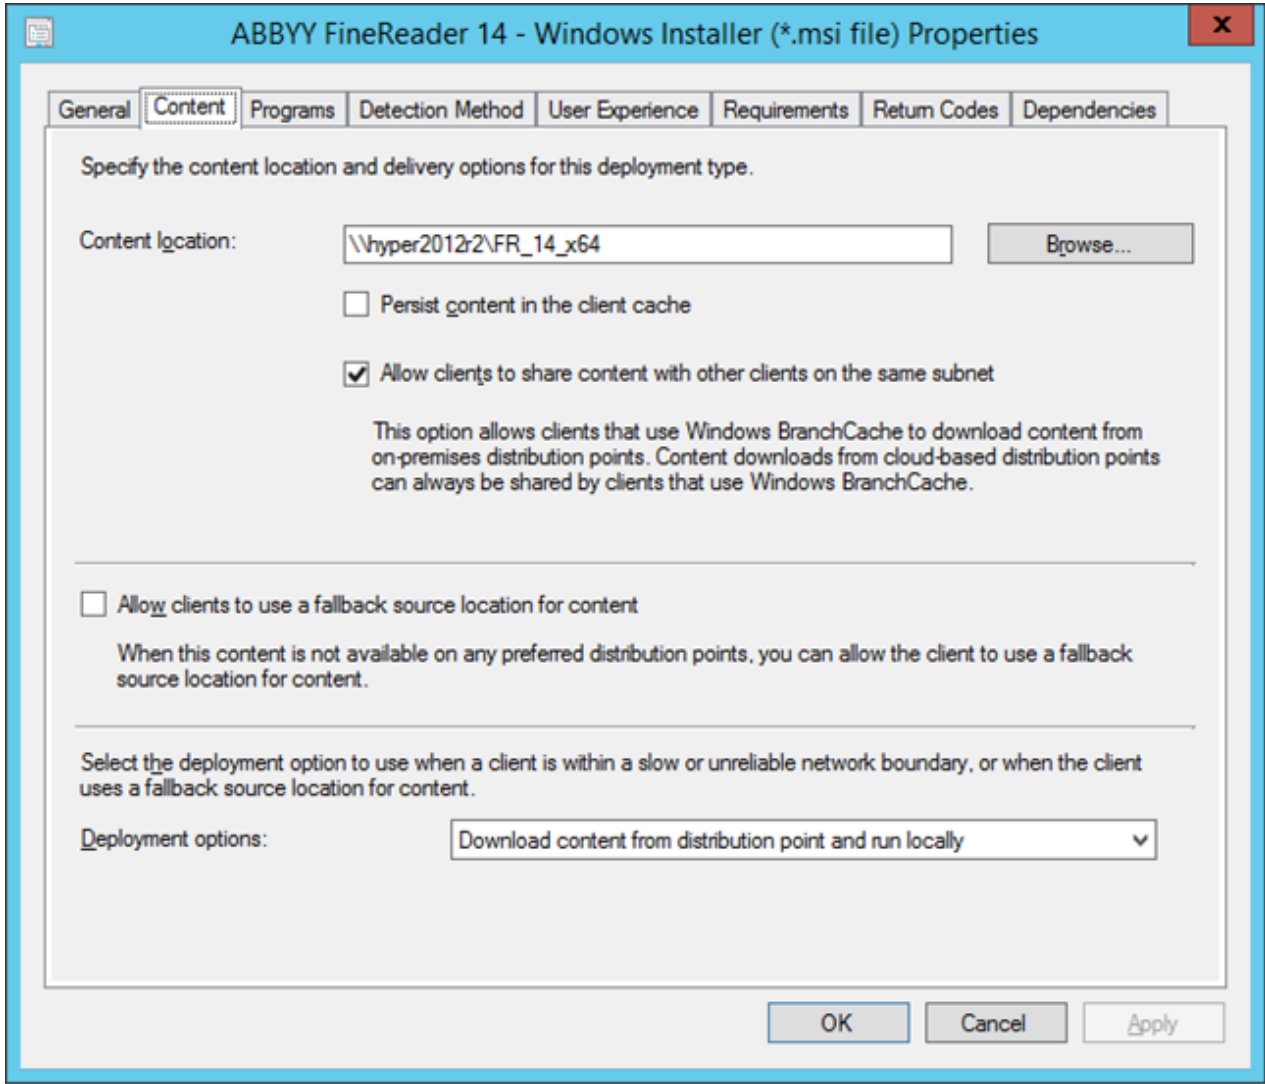 ABBYY FineReader 14 - Windows Installer (*.msi file) Properties
x
General Content Programs Detection Method User Experience Requirements Return Codes Dependencies
Specify the content location and delivery options for this deployment type.
Content location: \\hyper2012r2\FR_14_x64 Browse...
Persist content in the client cache
Allow clients to share content with other clients on the same subnet
This option allows clients that use Windows BranchCache to download content from
on-premises distribution points. Content downloads from cloud-based distribution points
can always be shared by clients that use Windows BranchCache.
Allow clients to use a fallback source location for content
When this content is not available on any preferred distribution points, you can allow the client to use a fallback
source location for content.
Select the deployment option to use when a client is within a slow or unreliable network boundary, or when the client
uses a fallback source location for content.
Deployment options: Download content from distribution point and run locally
OK Cancel Apply